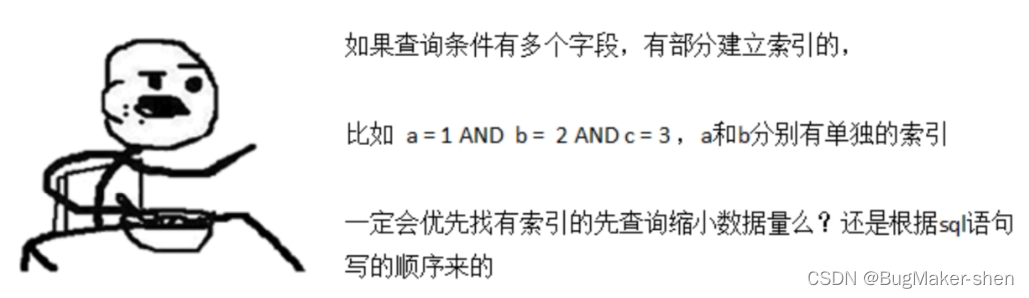 如果查询条件有多个字段，有部分建立索引的，
比如 a = 1 AND b = 2 AND c = 3 ，a和b分别有单独的索引
一定会优先找有索引的先查询缩小数据量么？还是根据sql语句
写的顺序来的
CSDN @BugMaker-shen